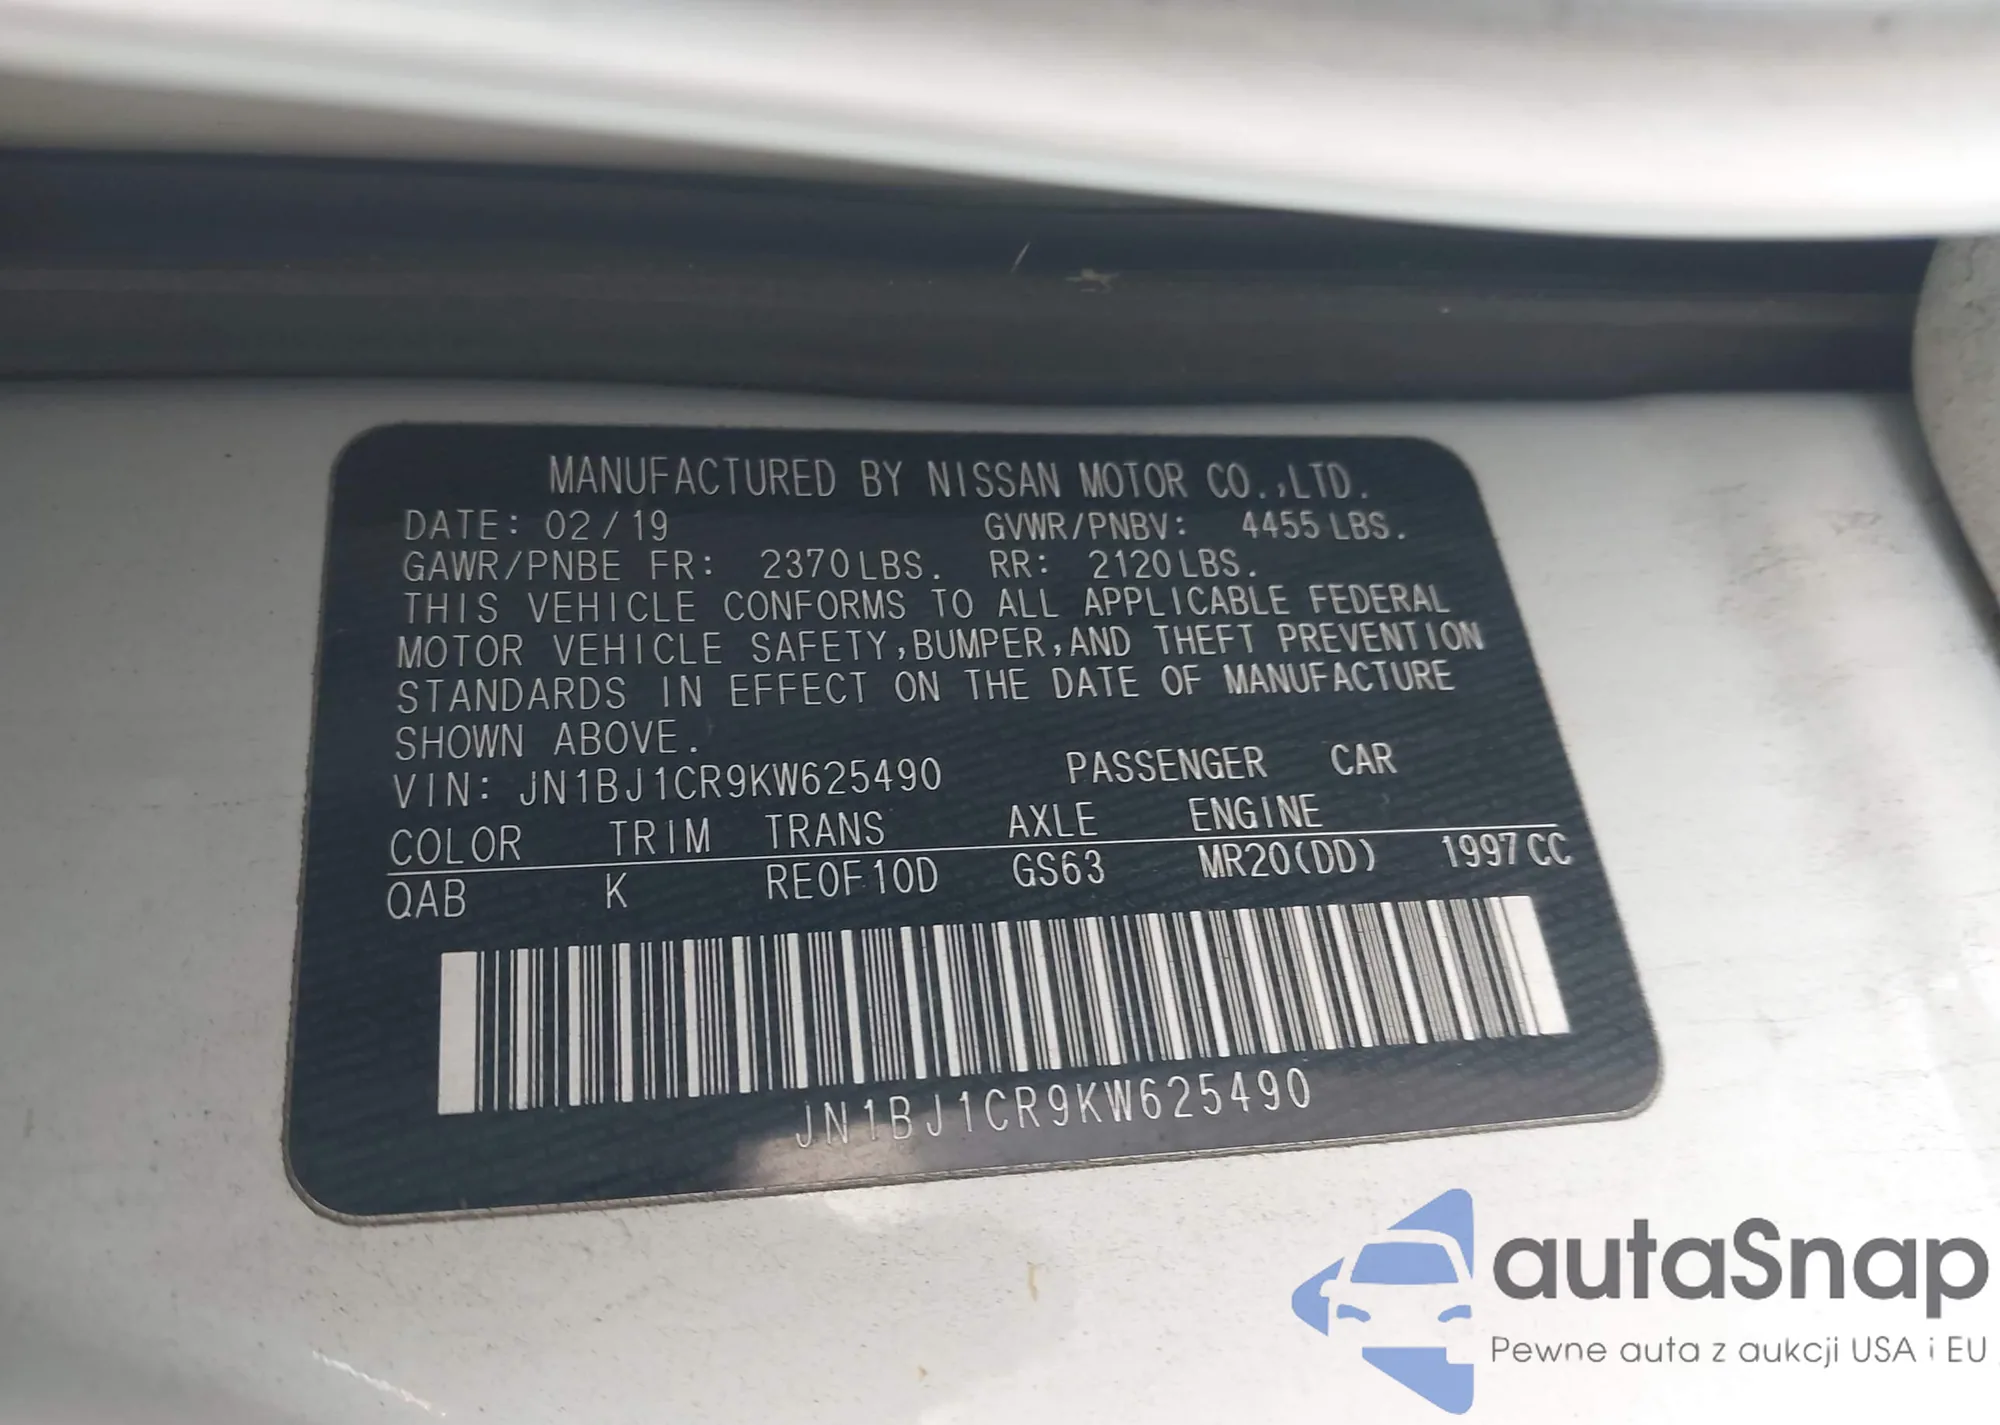 MANUFACTURED BY NISSAN MOTOR CO.,LTD.
DATE: 02/19 GVWR/PNBV: 4455 LBS.
GAWR/PNBE FR: 2370 LBS. RR: 2120 LBS.
THIS VEHICLE CONFORMS TO ALL APPLICABLE FEDERAL
MOTOR VEHICLE SAFETY,BUMPER,AND THEFT PREVENTION
STANDARDS IN EFFECT ON THE DATE OF MANUFACTURE
SHOWN ABOVE.
VIN: JN1BJ1CR9KW625490 PASSENGER CAR
COLOR TRIM TRANS AXLE ENGINE
QAB K RE0F10D GS63 MR20(DD) 1997 CC
JN1BJ1CR9KW625490
autaSnap
Pewne auta z aukcji USA i EU